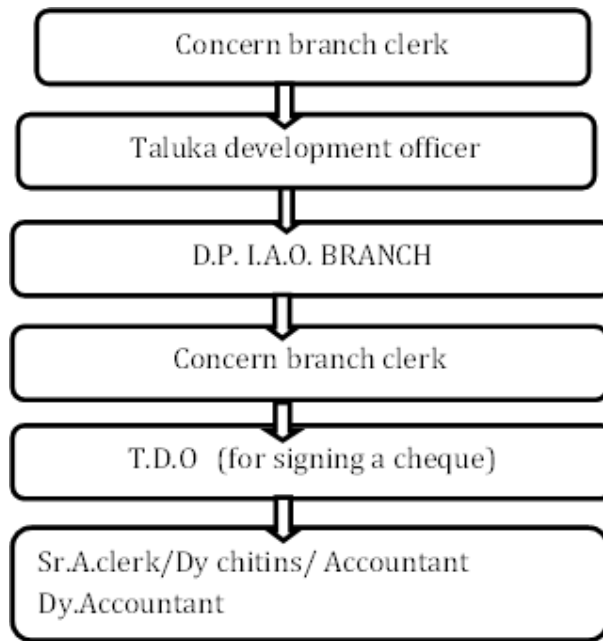 Concern branch clerk
Taluka development officer
D.P. I.A.O. BRANCH
Concern branch clerk
T.D.O (for signing a cheque)
Sr.A.clerk/Dy chitins/ Accountant
Dy.Accountant